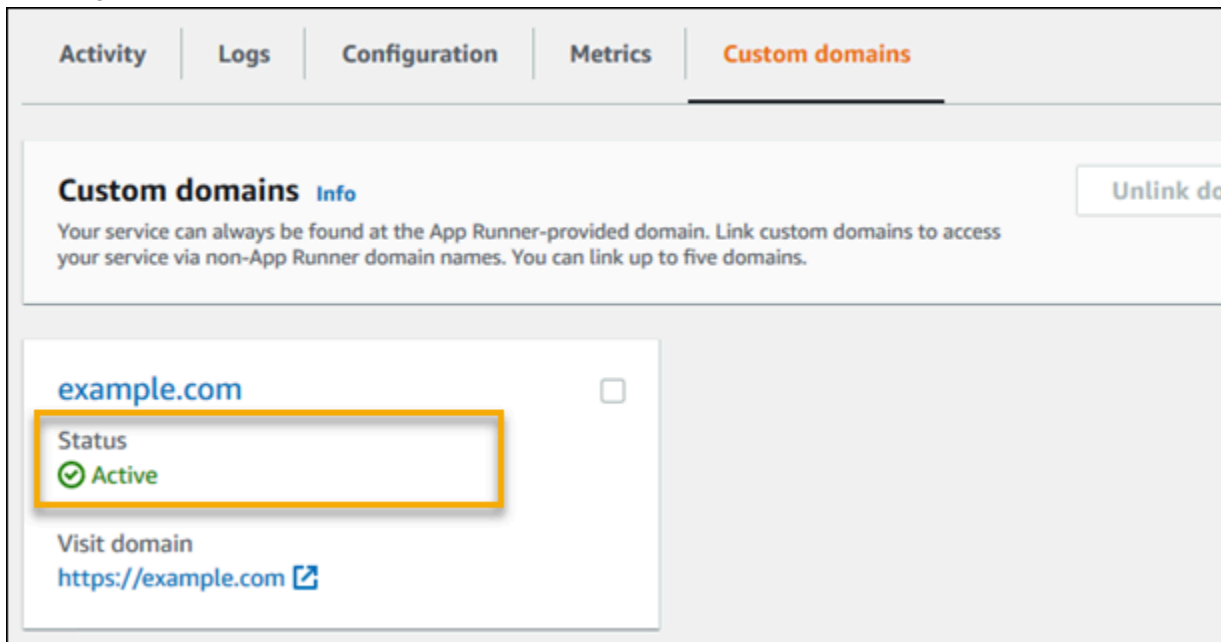 Activity Logs Configuration Metrics Custom domains
Custom domains Info
Unlink do
Your service can always be found at the App Runner-provided domain. Link custom domains to access
your service via non-App Runner domain names. You can link up to five domains.
example.com
Status
Active
Visit domain
https://example.com